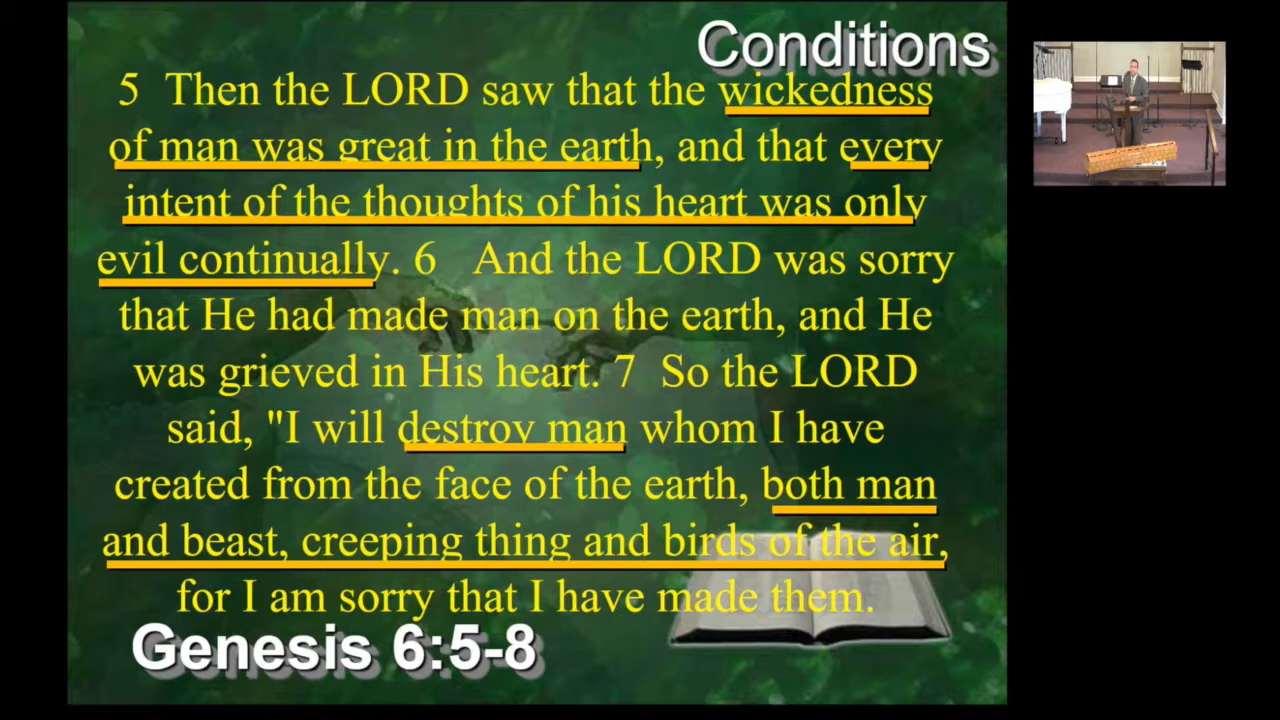 Conditions
5 Then the LORD saw that the wickedness
of man was great in the earth, and that every
intent of the thoughts of his heart was only
evil continually. 6 And the LORD was sorry
that He had made man on the earth, and He
was grieved in His heart. 7 So the LORD
said, "I will destroy man whom I have
created from the face of the earth, both man
and beast, creeping thing and birds of the air,
for I am sorry that I have made them.
Genesis 6:5-8